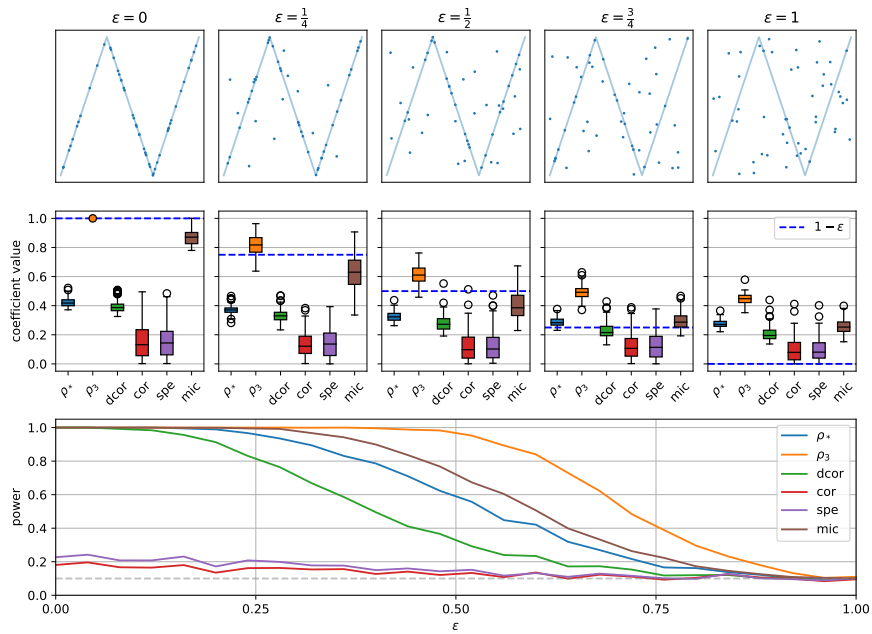 ε = 0
ε = 1/4
ε = 1/2
ε = 3/4
ε = 1
coefficient value
1.0
0.8
0.6
0.4
0.2
0.0
1 − ε
ρ* ρ3 dcor cor spe mic
ρ* ρ3 dcor cor spe mic
ρ* ρ3 dcor cor spe mic
ρ* ρ3 dcor cor spe mic
ρ* ρ3 dcor cor spe mic
power
1.0
0.8
0.6
0.4
0.2
0.0
ρ*
ρ3
dcor
cor
spe
mic
0.00 0.25 0.50 0.75 1.00
ε